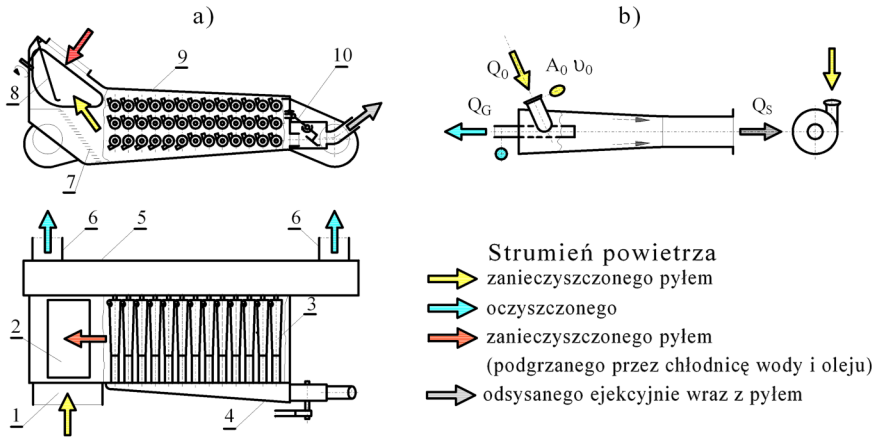 a)
b)
9
10
8
7
6
5
6
2
3
1
4
Q0
A0 υ0
QG
QS
Strumień powietrza
zanieczyszczonego pyłem
oczyszczonego
zanieczyszczonego pyłem
(podgrzanego przez chłodnicę wody i oleju)
odsysanego ejekcyjnie wraz z pyłem